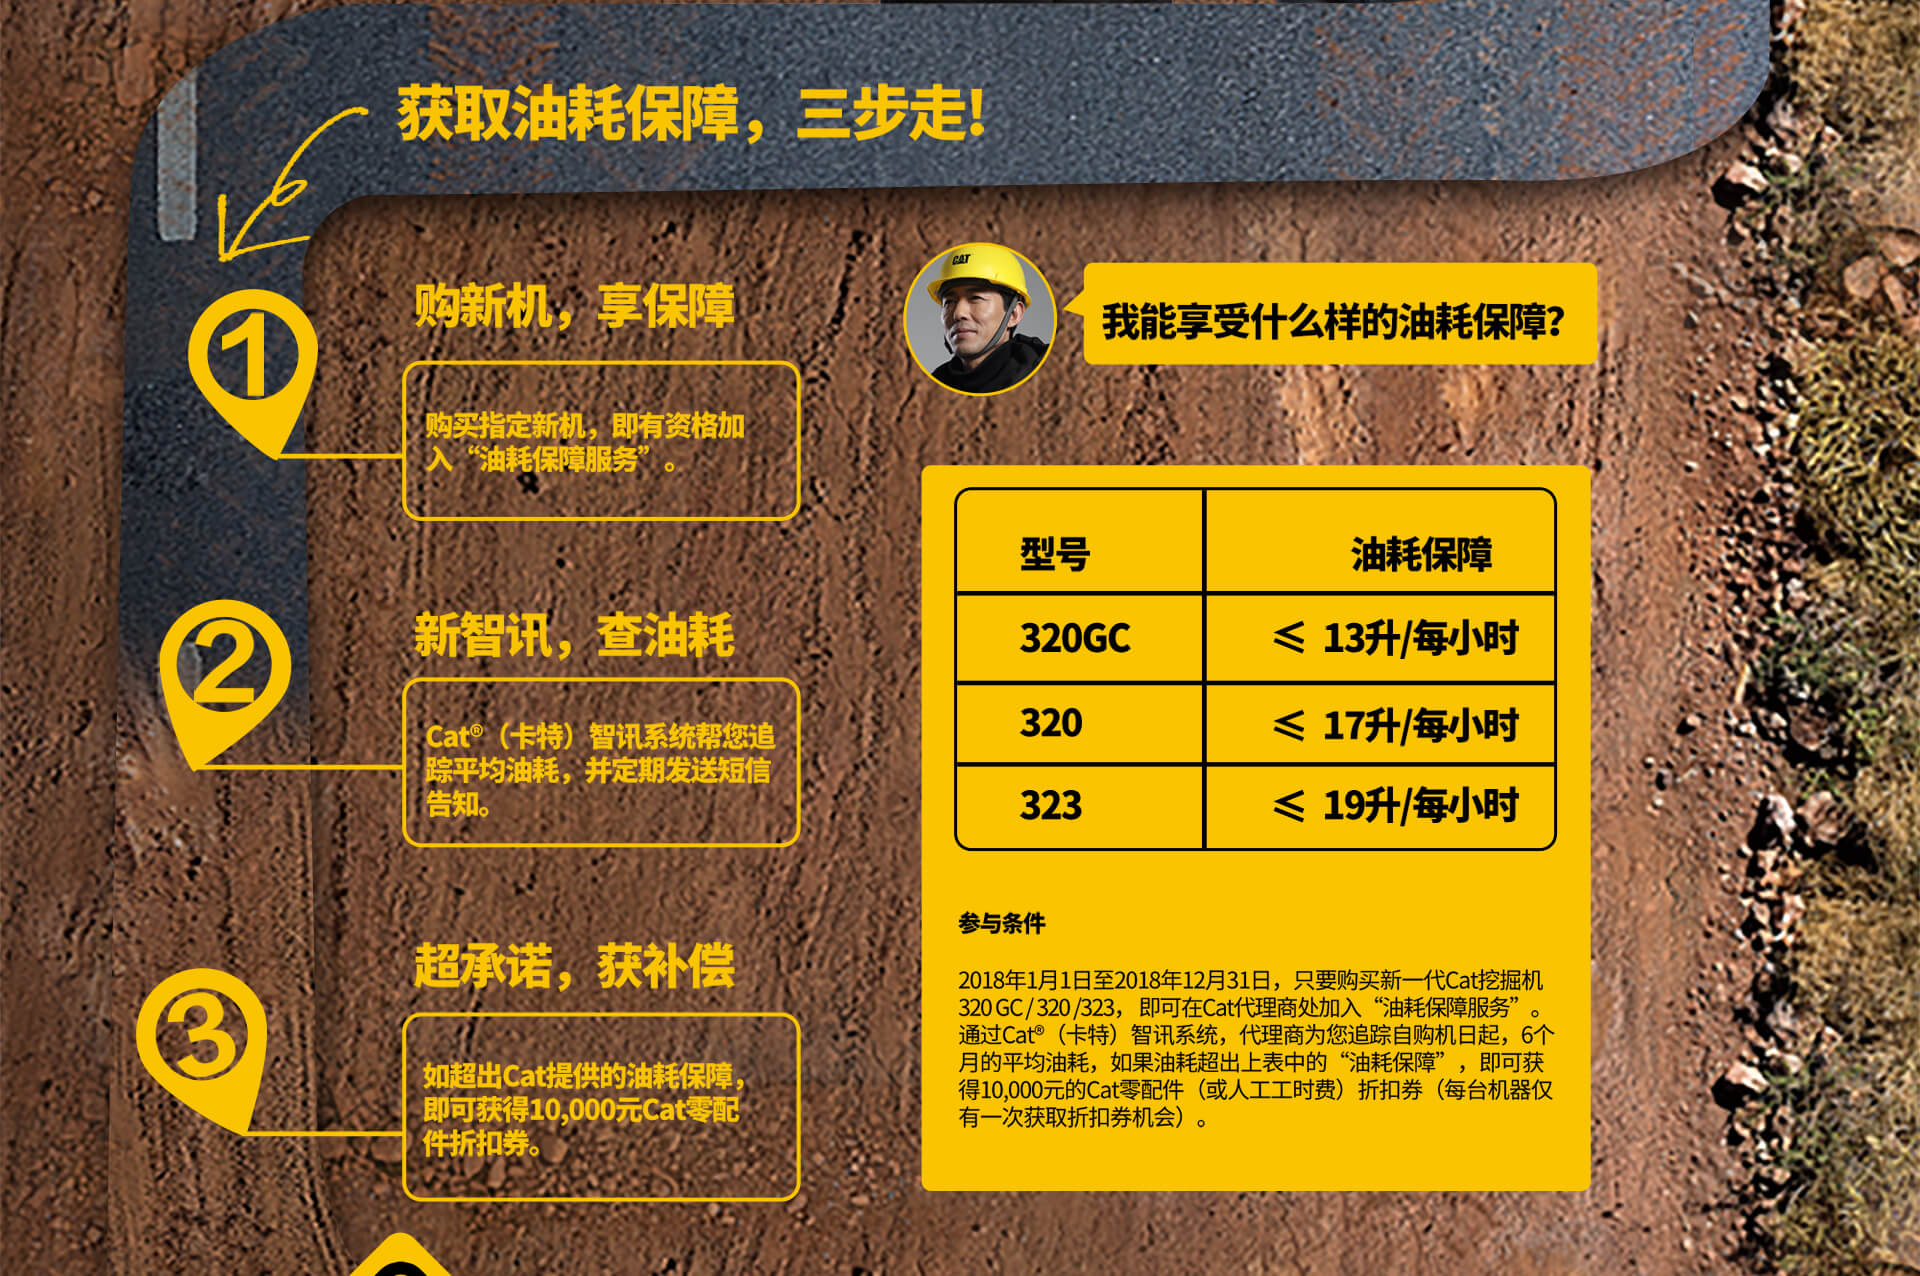 获取油耗保障，三步走!
1
购新机，享保障
购买指定新机，即有资格加
入“油耗保障服务”。
2
新智讯，查油耗
Cat®（卡特）智讯系统帮您追
踪平均油耗，并定期发送短信
告知。
3
超承诺，获补偿
如超出Cat提供的油耗保障，
即可获得10,000元Cat零配
件折扣券。
CAT
我能享受什么样的油耗保障?
型号 油耗保障
320GC ≤ 13升/每小时
320 ≤ 17升/每小时
323 ≤ 19升/每小时
参与条件
2018年1月1日至2018年12月31日，只要购买新一代Cat挖掘机
320 GC / 320 /323， 即可在Cat代理商处加入“油耗保障服务”。
通过Cat®（卡特）智讯系统，代理商为您追踪自购机日起，6个
月的平均油耗，如果油耗超出上表中的“油耗保障”，即可获
得10,000元的Cat零配件（或人工工时费）折扣券（每台机器仅
有一次获取折扣券机会）。